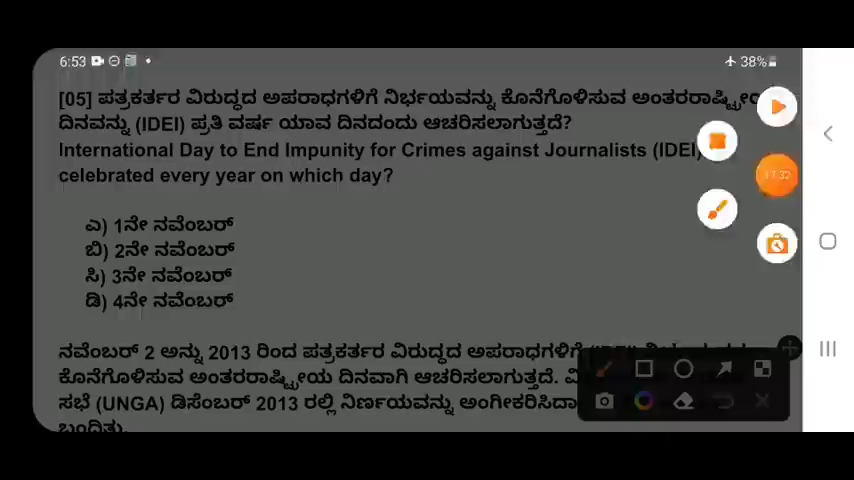 6:53
38%
[05] ಪತ್ರಕರ್ತರ ವಿರುದ್ಧದ ಅಪರಾಧಗಳಿಗೆ ನಿರ್ಭಯವನ್ನು ಕೊನೆಗೊಳಿಸುವ ಅಂತರರಾಷ್ಟ್ರೀಯ
ದಿನವನ್ನು (IDEI) ಪ್ರತಿ ವರ್ಷ ಯಾವ ದಿನದಂದು ಆಚರಿಸಲಾಗುತ್ತದೆ?
International Day to End Impunity for Crimes against Journalists (IDEI)
celebrated every year on which day?
17:32
ಎ) 1ನೇ ನವೆಂಬರ್
ಬಿ) 2ನೇ ನವೆಂಬರ್
ಸಿ) 3ನೇ ನವೆಂಬರ್
ಡಿ) 4ನೇ ನವೆಂಬರ್
ನವೆಂಬರ್ 2 ಅನ್ನು 2013 ರಿಂದ ಪತ್ರಕರ್ತರ ವಿರುದ್ಧದ ಅಪರಾಧಗಳಿಗೆ
ಕೊನೆಗೊಳಿಸುವ ಅಂತರರಾಷ್ಟ್ರೀಯ ದಿನವಾಗಿ ಆಚರಿಸಲಾಗುತ್ತದೆ.
ಸಭೆ (UNGA) ಡಿಸೆಂಬರ್ 2013 ರಲ್ಲಿ ನಿರ್ಣಯವನ್ನು
ಬಂದಿತು.